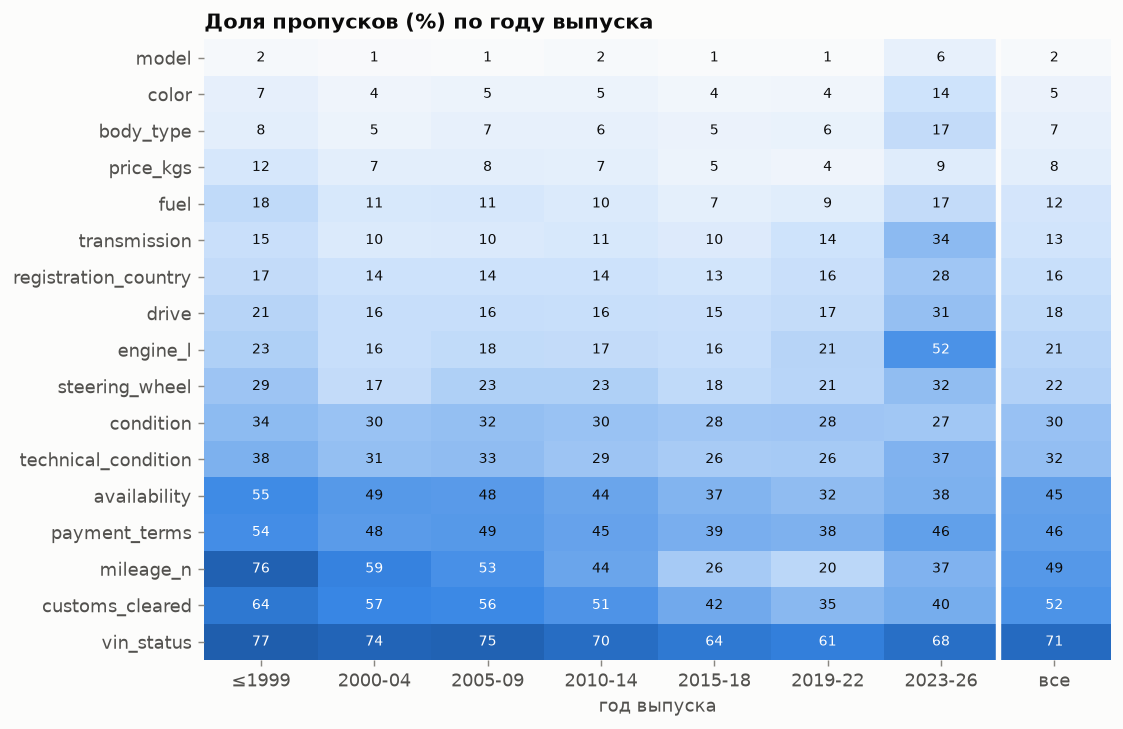 Доля пропусков (%) по году выпуска
model 2 1 1 2 1 1 6 2
color 7 4 5 5 4 4 14 5
body_type 8 5 7 6 5 6 17 7
price_kgs 12 7 8 7 5 4 9 8
fuel 18 11 11 10 7 9 17 12
transmission 15 10 10 11 10 14 34 13
registration_country 17 14 14 14 13 16 28 16
drive 21 16 16 16 15 17 31 18
engine_l 23 16 18 17 16 21 52 21
steering_wheel 29 17 23 23 18 21 32 22
condition 34 30 32 30 28 28 27 30
technical_condition 38 31 33 29 26 26 37 32
availability 55 49 48 44 37 32 38 45
payment_terms 54 48 49 45 39 38 46 46
mileage_n 76 59 53 44 26 20 37 49
customs_cleared 64 57 56 51 42 35 40 52
vin_status 77 74 75 70 64 61 68 71
≤1999 2000-04 2005-09 2010-14 2015-18 2019-22 2023-26 все
год выпуска